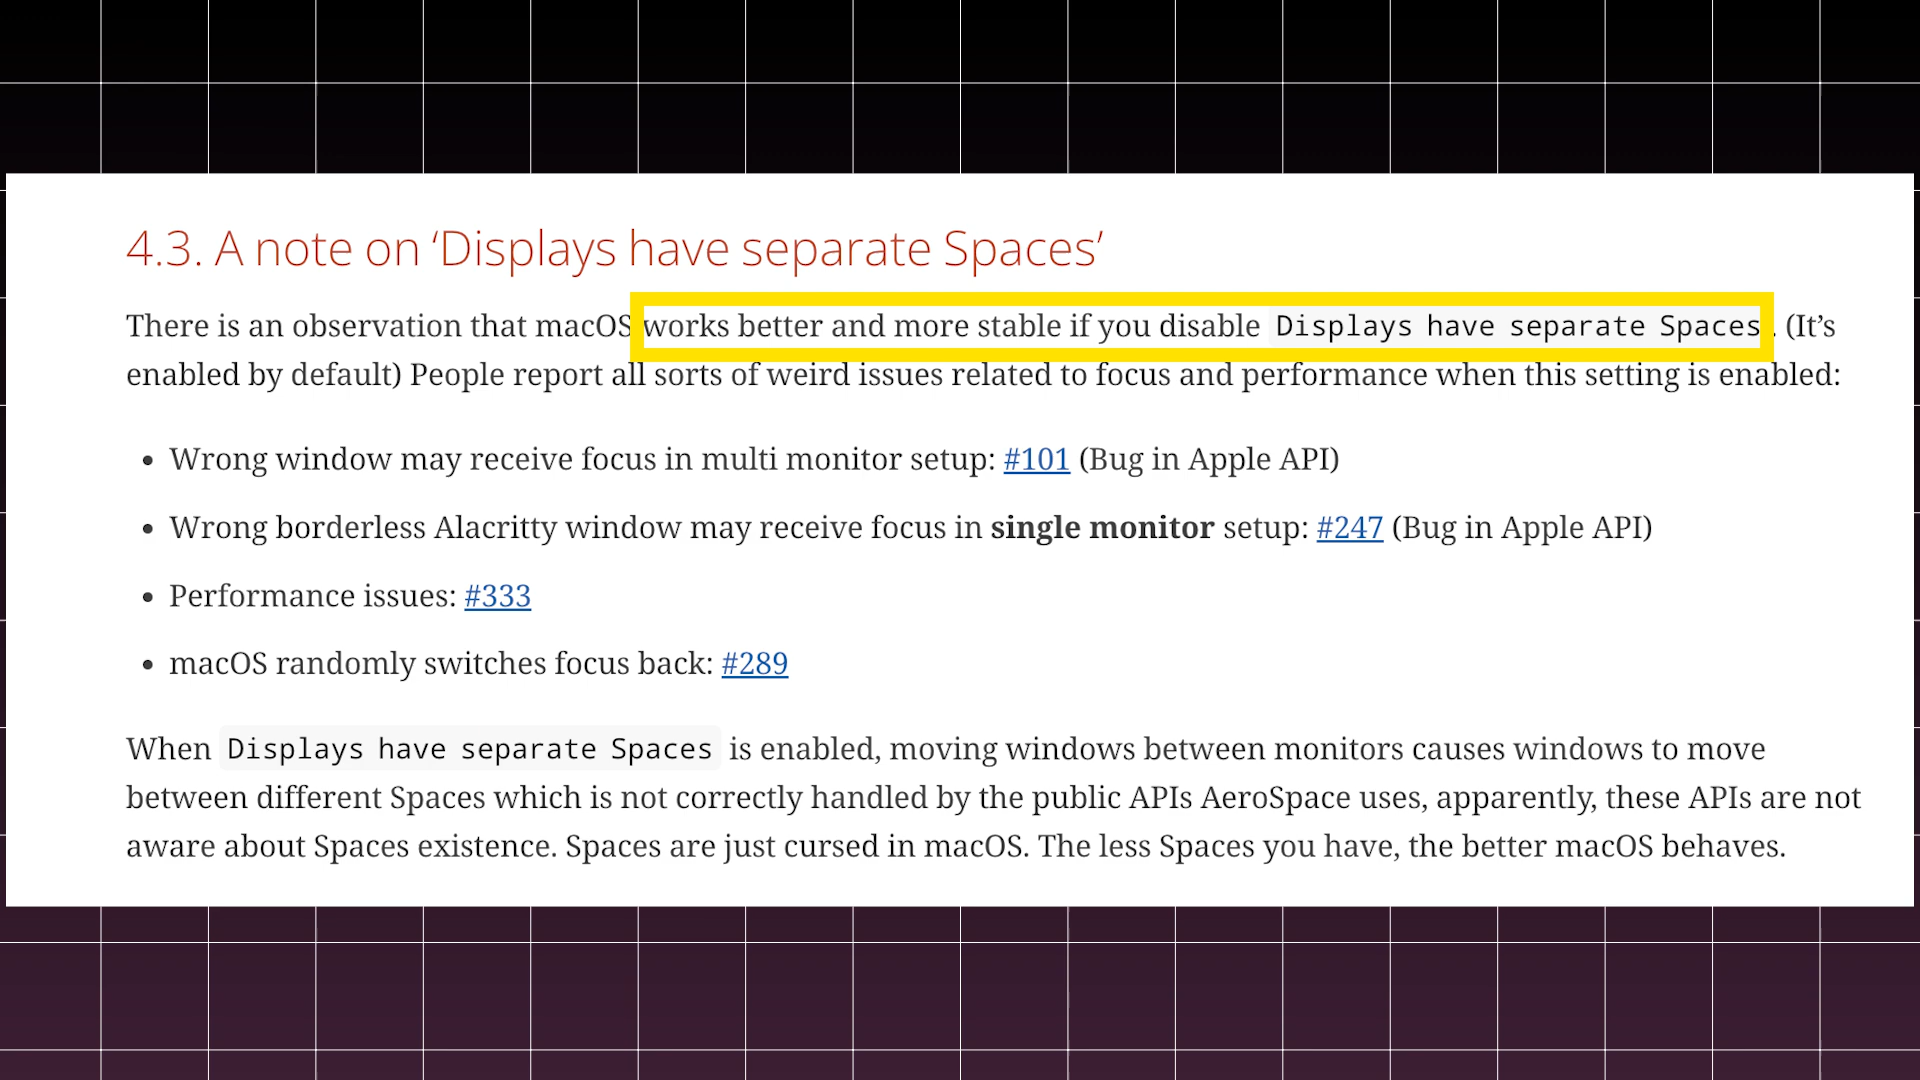 4.3. A note on ‘Displays have separate Spaces’
There is an observation that macOS works better and more stable if you disable Displays have separate Spaces. (It’s
enabled by default) People report all sorts of weird issues related to focus and performance when this setting is enabled:
• Wrong window may receive focus in multi monitor setup: #101 (Bug in Apple API)
• Wrong borderless Alacritty window may receive focus in single monitor setup: #247 (Bug in Apple API)
• Performance issues: #333
• macOS randomly switches focus back: #289
When Displays have separate Spaces is enabled, moving windows between monitors causes windows to move
between different Spaces which is not correctly handled by the public APIs AeroSpace uses, apparently, these APIs are not
aware about Spaces existence. Spaces are just cursed in macOS. The less Spaces you have, the better macOS behaves.